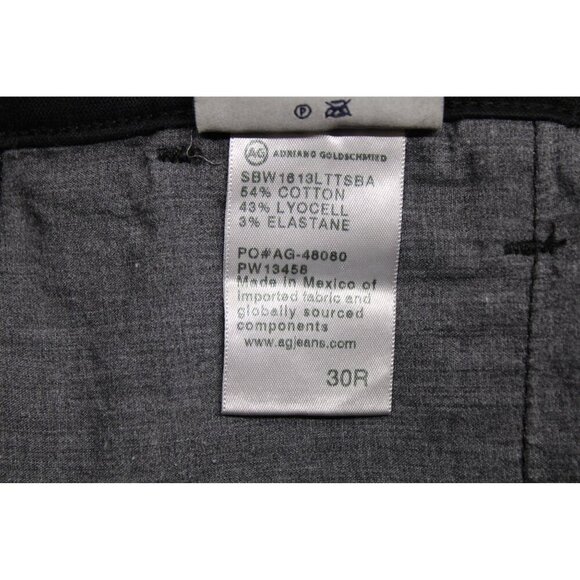 P
AG ADRIANO GOLDSCHMIED
SBW1613LTTSBA
54% COTTON
43% LYOCELL
3% ELASTANE
PO#AG-48080
PW13458
Made in Mexico of
imported fabric and
globally sourced
components
www.agjeans.com
30R